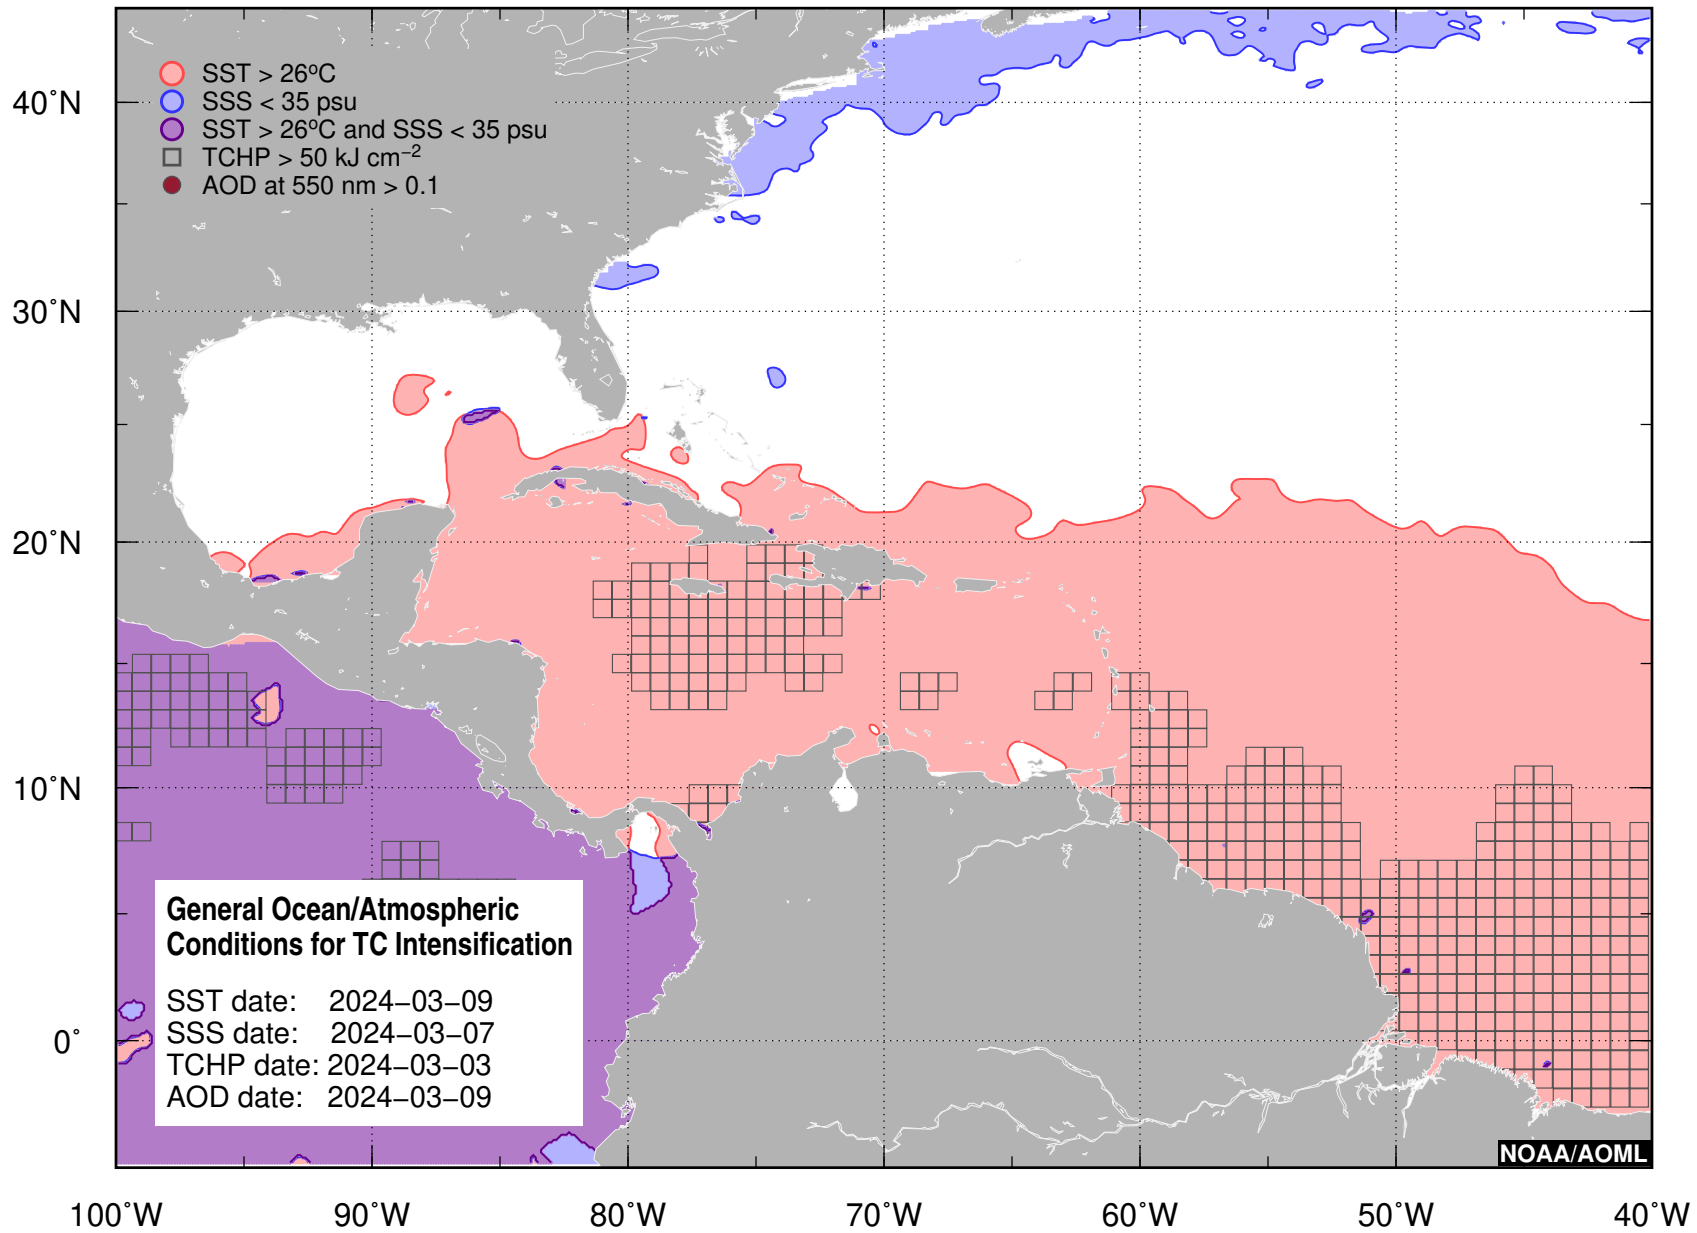 SST > 26°C
SSS < 35 psu
SST > 26°C and SSS < 35 psu
TCHP > 50 kJ cm⁻²
AOD at 550 nm > 0.1
40˚N
30˚N
20˚N
10˚N
0˚
General Ocean/Atmospheric
Conditions for TC Intensification
SST date: 2024−03−09
SSS date: 2024−03−07
TCHP date: 2024−03−03
AOD date: 2024−03−09
NOAA/AOML
100˚W 90˚W 80˚W 70˚W 60˚W 50˚W 40˚W